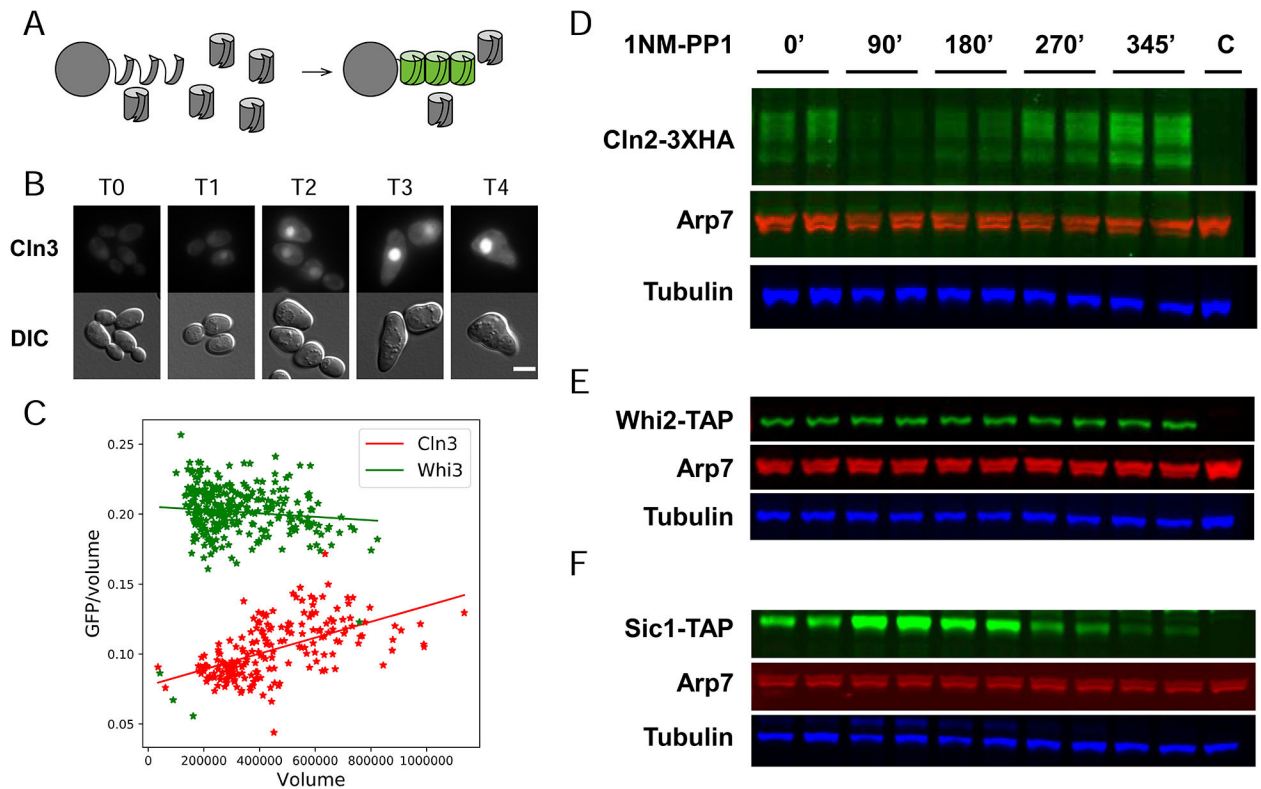 A
B
T0 T1 T2 T3 T4
Cln3
DIC
C
GFP/volume
0.25
0.20
0.15
0.10
0.05
Cln3
Whi3
0 200000 400000 600000 800000 1000000
Volume
D
1NM-PP1 0’ 90’ 180’ 270’ 345’ C
Cln2-3XHA
Arp7
Tubulin
E
Whi2-TAP
Arp7
Tubulin
F
Sic1-TAP
Arp7
Tubulin